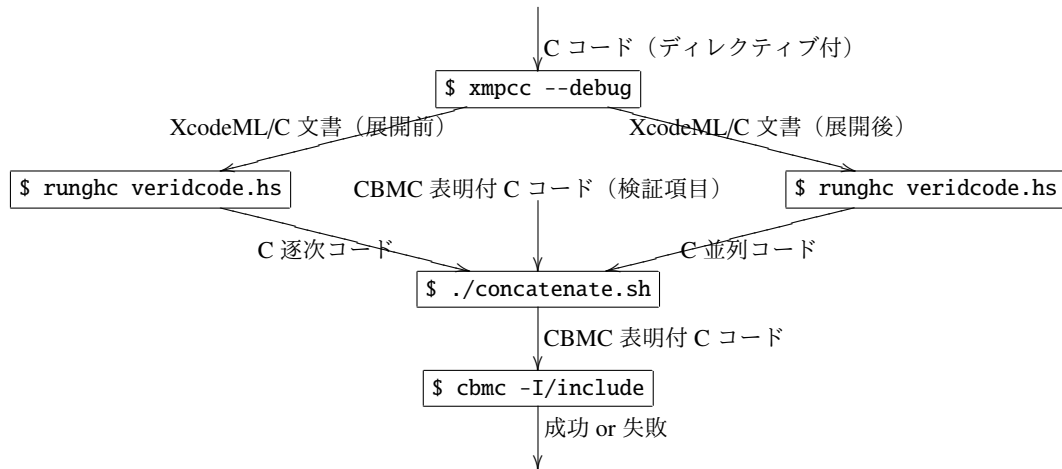 C コード（ディレクティブ付）
$ xmpcc --debug
XcodeML/C 文書（展開前）
XcodeML/C 文書（展開後）
$ runghc veridcode.hs
CBMC 表明付 C コード（検証項目）
$ runghc veridcode.hs
C 逐次コード
C 並列コード
$ ./concatenate.sh
CBMC 表明付 C コード
$ cbmc -I/include
成功 or 失敗